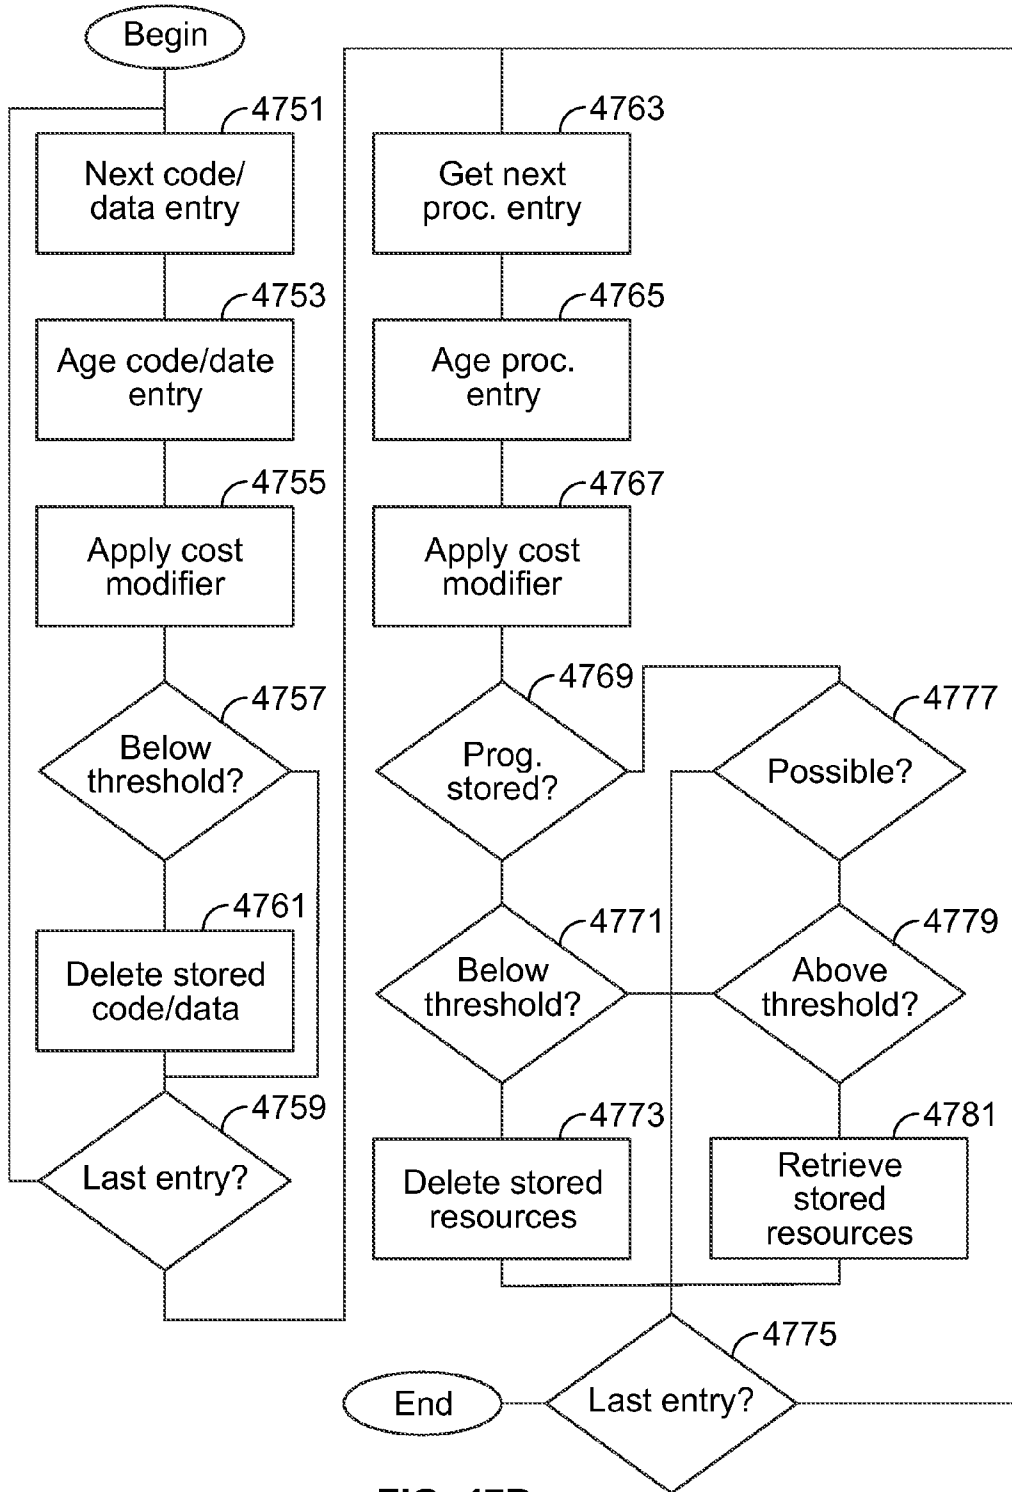 Begin
4751
Next code/
data entry
4753
Age code/date
entry
4755
Apply cost
modifier
4757
Below
threshold?
4761
Delete stored
code/data
4759
Last entry?
4763
Get next
proc. entry
4765
Age proc.
entry
4767
Apply cost
modifier
4769
Prog.
stored?
4771
Below
threshold?
4773
Delete stored
resources
4777
Possible?
4779
Above
threshold?
4781
Retrieve
stored
resources
4775
Last entry?
End